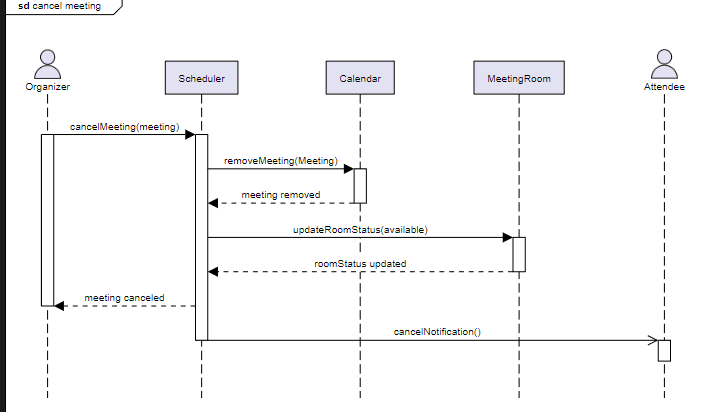 sd cancel meeting
Organizer
Scheduler
Calendar
MeetingRoom
Attendee
cancelMeeting(meeting)
removeMeeting(Meeting)
meeting removed
updateRoomStatus(available)
roomStatus updated
meeting canceled
cancelNotification()